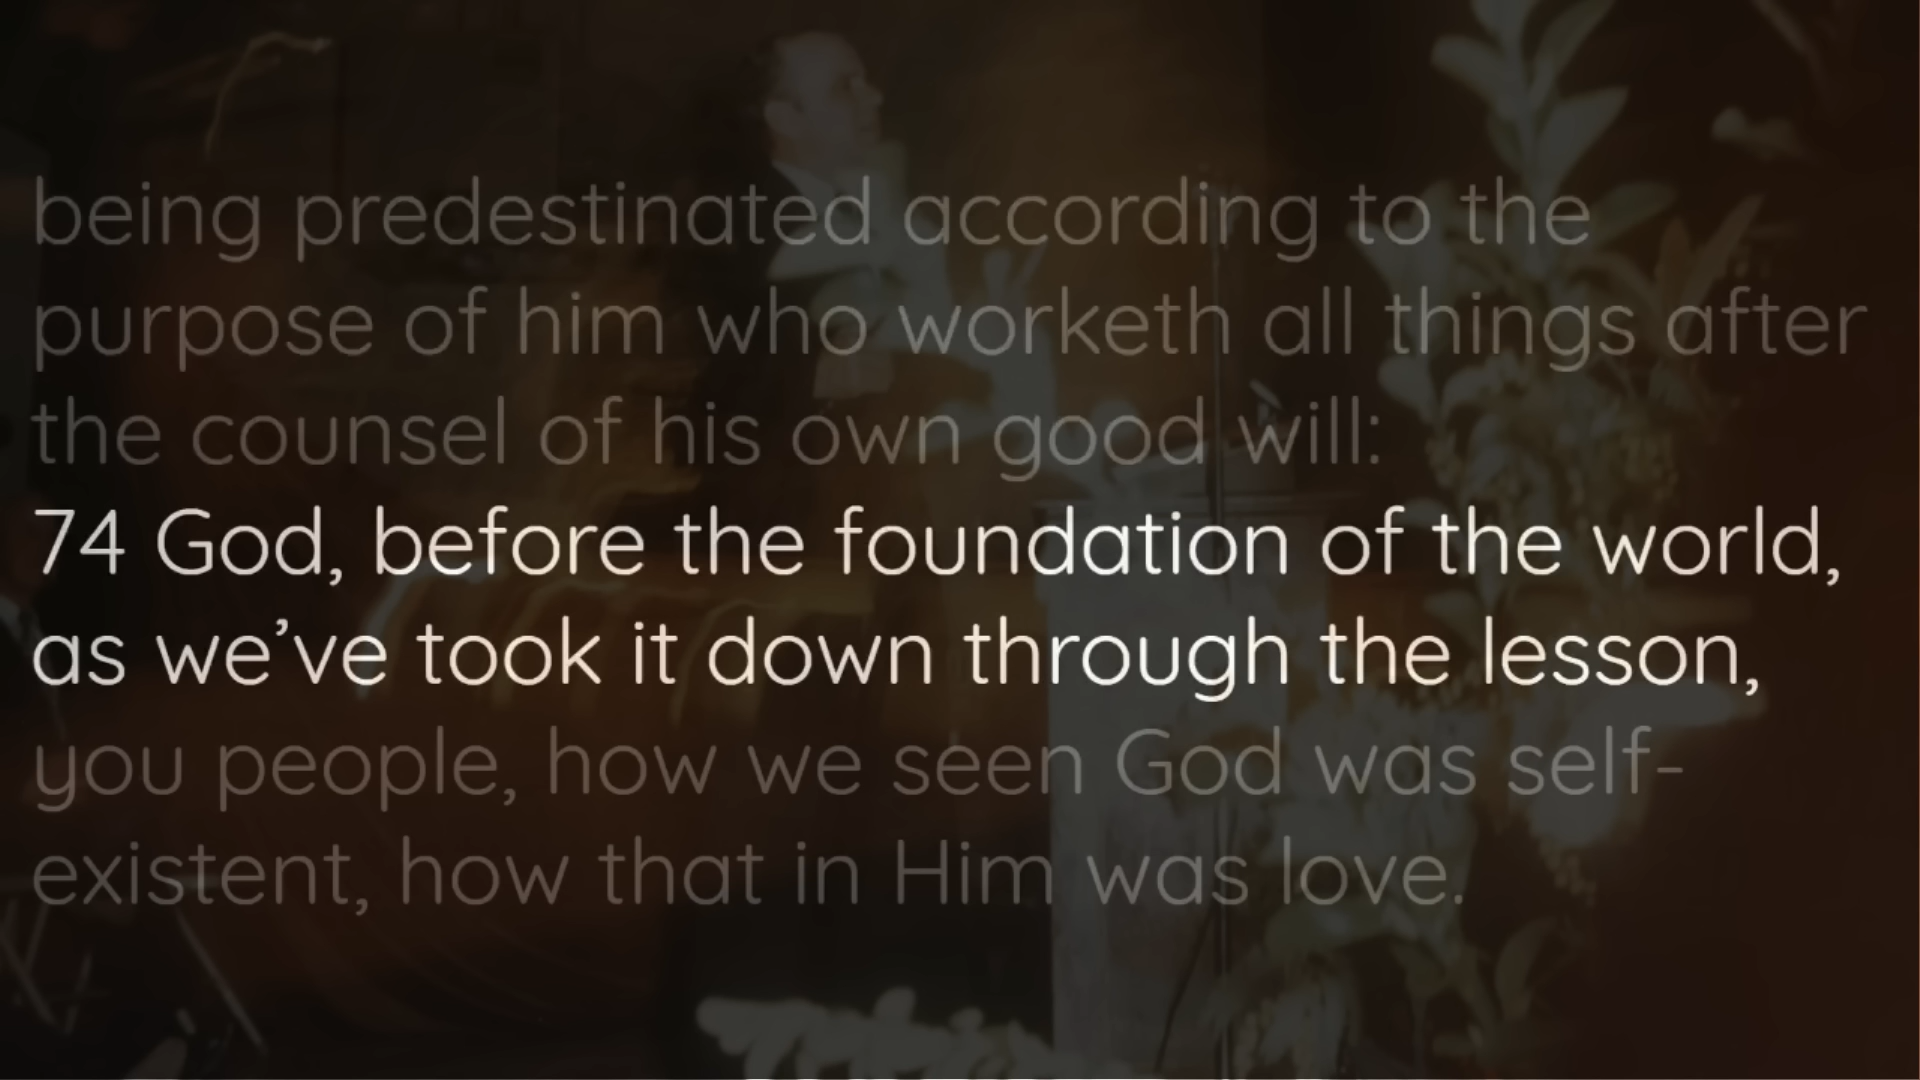 being predestinated according to the
purpose of him who worketh all things after
the counsel of his own good will:
74 God, before the foundation of the world,
as we’ve took it down through the lesson,
you people, how we seen God was self-
existent, how that in Him was love.